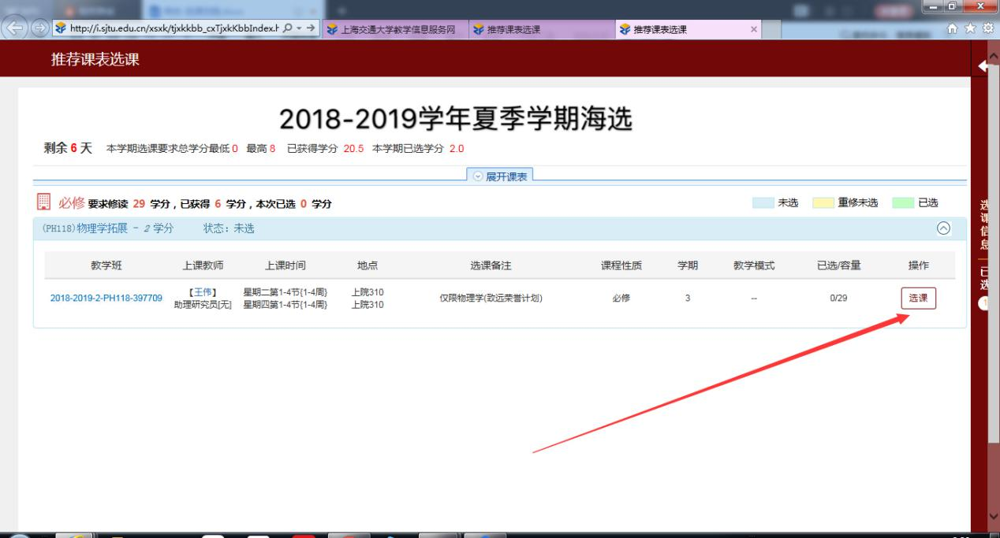 http://i.sjtu.edu.cn/xsxk/tjxkkbb_cxTjxkKbbIndex.h
上海交通大学教学信息服务网
推荐课表选课
推荐课表选课
推荐课表选课
2018-2019学年夏季学期海选
剩余 6 天 本学期选课要求总学分最低 0 最高 8 已获得学分 20.5 本学期已选学分 2.0
展开课表
必修 要求修读 29 学分，已获得 6 学分，本次已选 0 学分
未选 重修未选 已选
(PH118)物理学拓展 - 2 学分 状态：未选
教学班 上课教师 上课时间 地点 选课备注 课程性质 学期 教学模式 已选/容量 操作
2018-2019-2-PH118-397709 【王伟】 助理研究员[无] 星期二第1-4节{1-4周} 星期四第1-4节{1-4周} 上院310 上院310 仅限物理学(致远荣誉计划) 必修 3 -- 0/29 选课
选课信息
已选
1